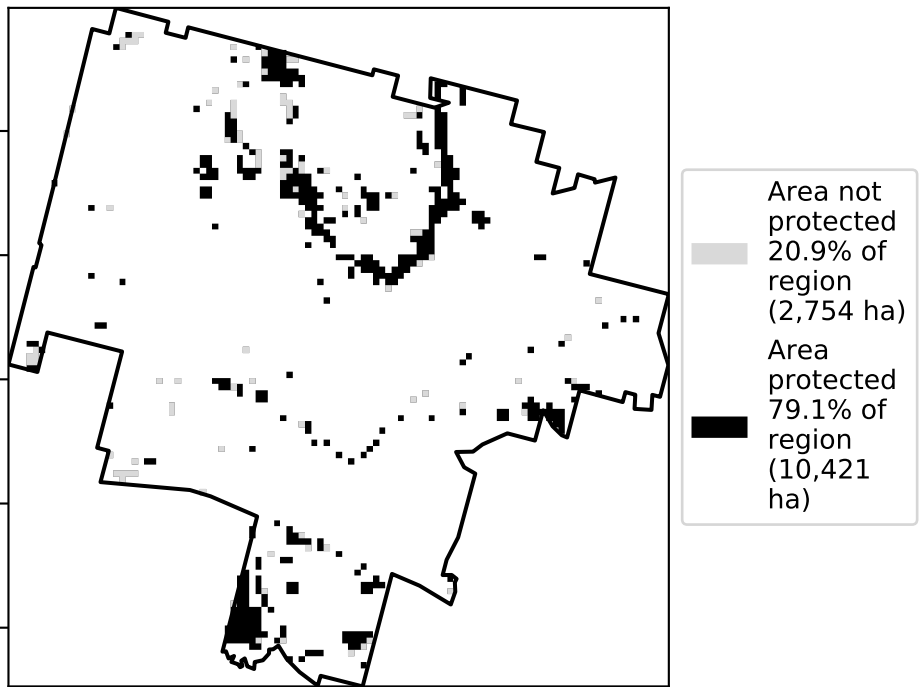 Area not
protected
20.9% of
region
(2,754 ha)
Area
protected
79.1% of
region
(10,421
ha)